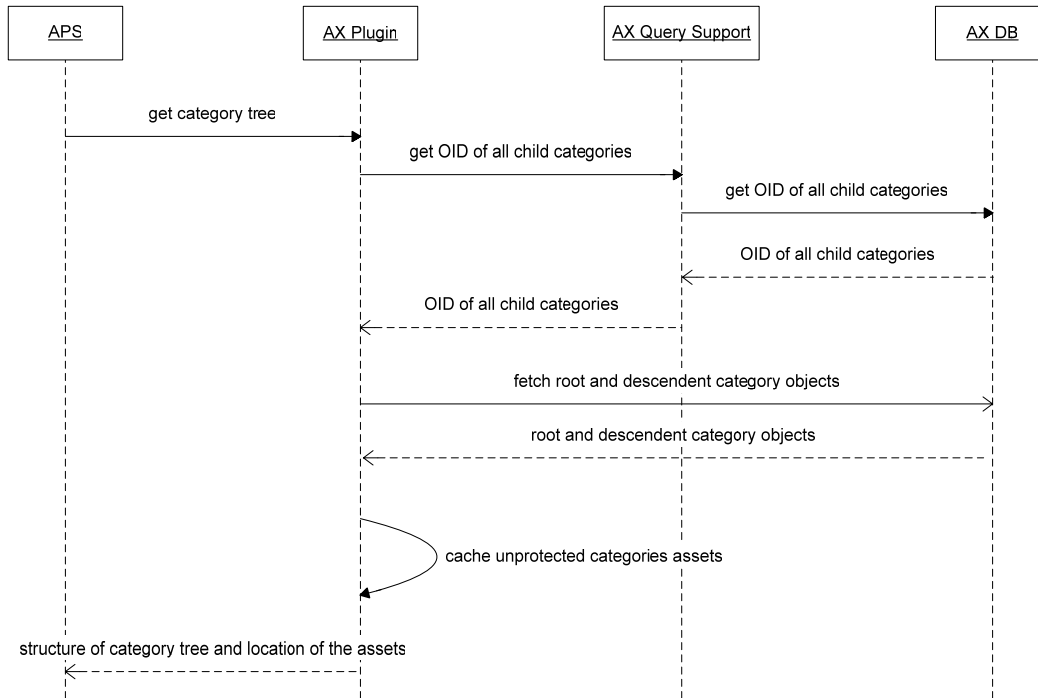 APS
AX Plugin
AX Query Support
AX DB
get category tree
get OID of all child categories
get OID of all child categories
OID of all child categories
OID of all child categories
fetch root and descendent category objects
root and descendent category objects
cache unprotected categories assets
structure of category tree and location of the assets